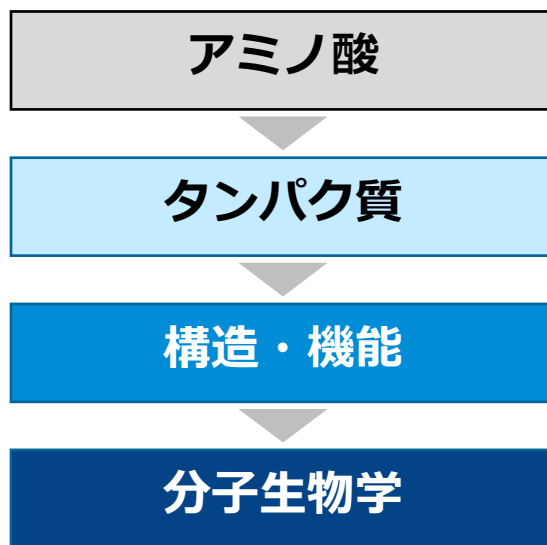 アミノ酸
タンパク質
構造・機能
分子生物学